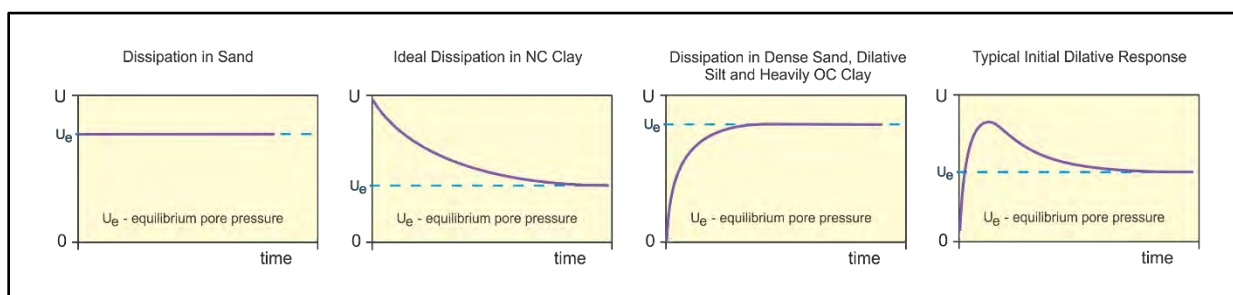 Dissipation in Sand
U
Ue
Ue - equilibrium pore pressure
0
time
Ideal Dissipation in NC Clay
U
Ue
Ue - equilibrium pore pressure
0
time
Dissipation in Dense Sand, Dilative
Silt and Heavily OC Clay
U
Ue
Ue - equilibrium pore pressure
0
time
Typical Initial Dilative Response
U
Ue
Ue - equilibrium pore pressure
0
time